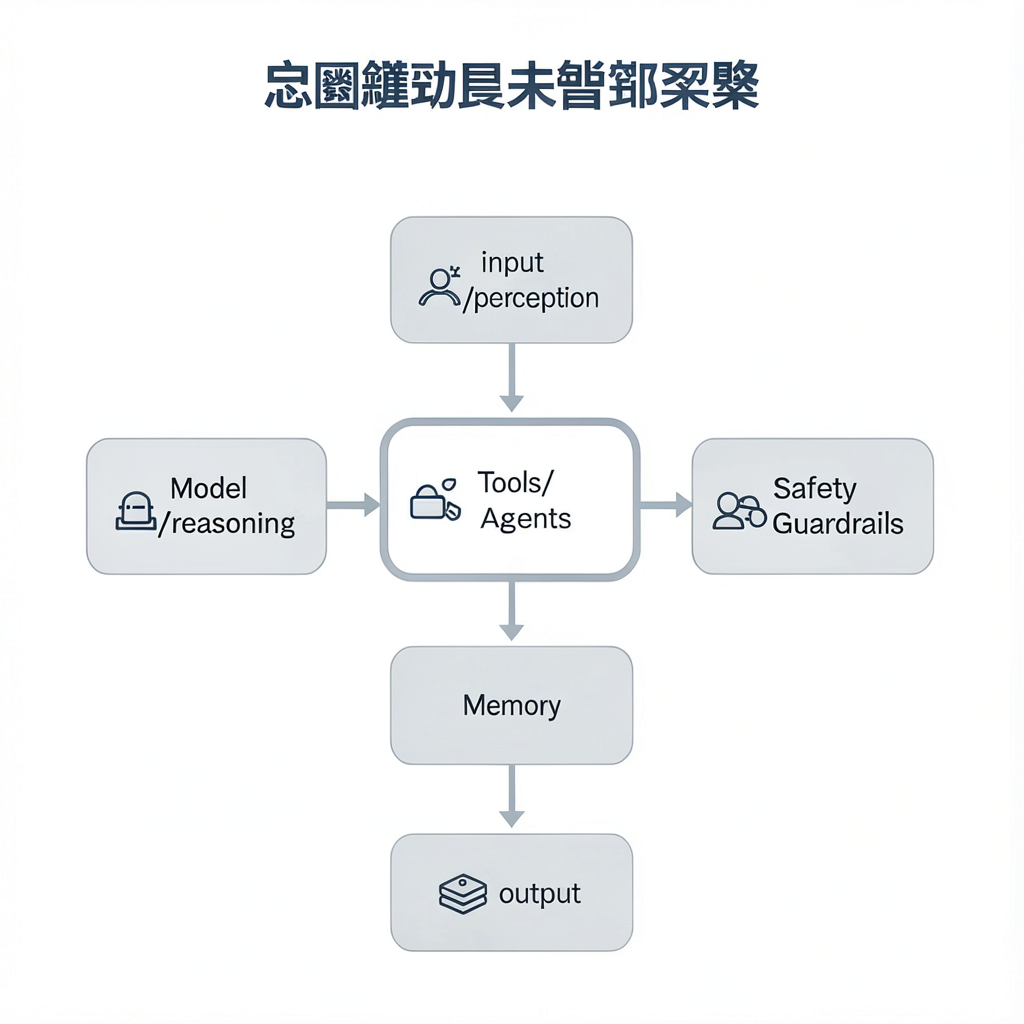 input
/perception
Model
/reasoning
Tools/
Agents
Safety
Guardrails
Memory
output